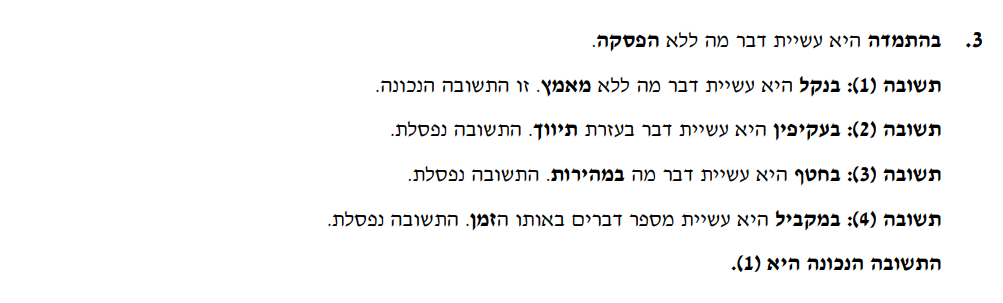 3. בהתמדה היא עשיית דבר מה ללא הפסקה.
תשובה (1): בנקל היא עשיית דבר מה ללא מאמץ. זו התשובה הנכונה.
תשובה (2): בעקיפין היא עשיית דבר בעזרת תיווך. התשובה נפסלת.
תשובה (3): בחטף היא עשיית דבר מה במהירות. התשובה נפסלת.
תשובה (4): במקביל היא עשיית מספר דברים באותו הזמן. התשובה נפסלת.
התשובה הנכונה היא (1).